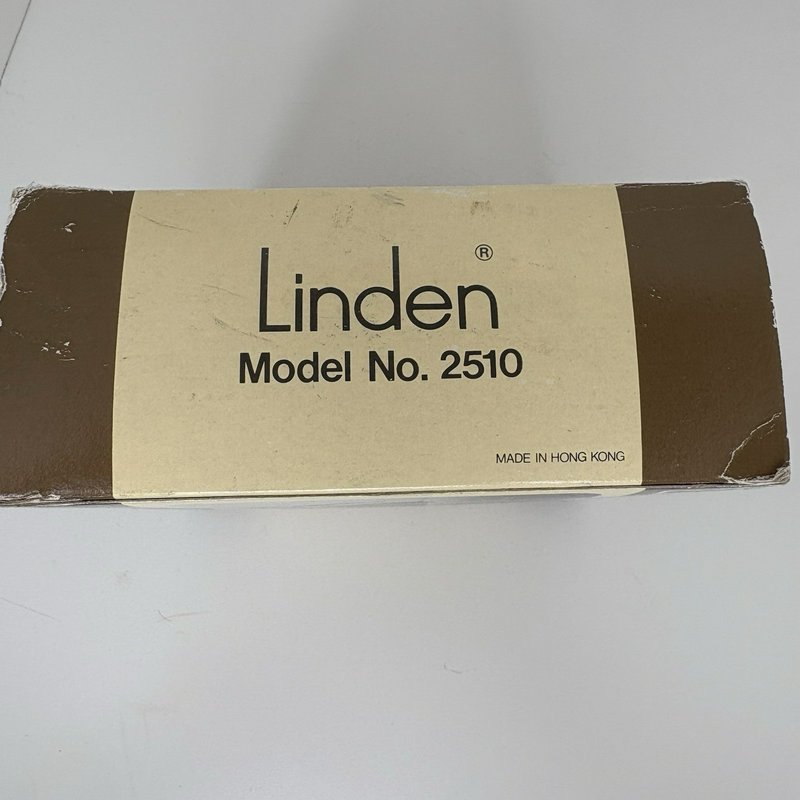 Linden®
Model No. 2510
MADE IN HONG KONG